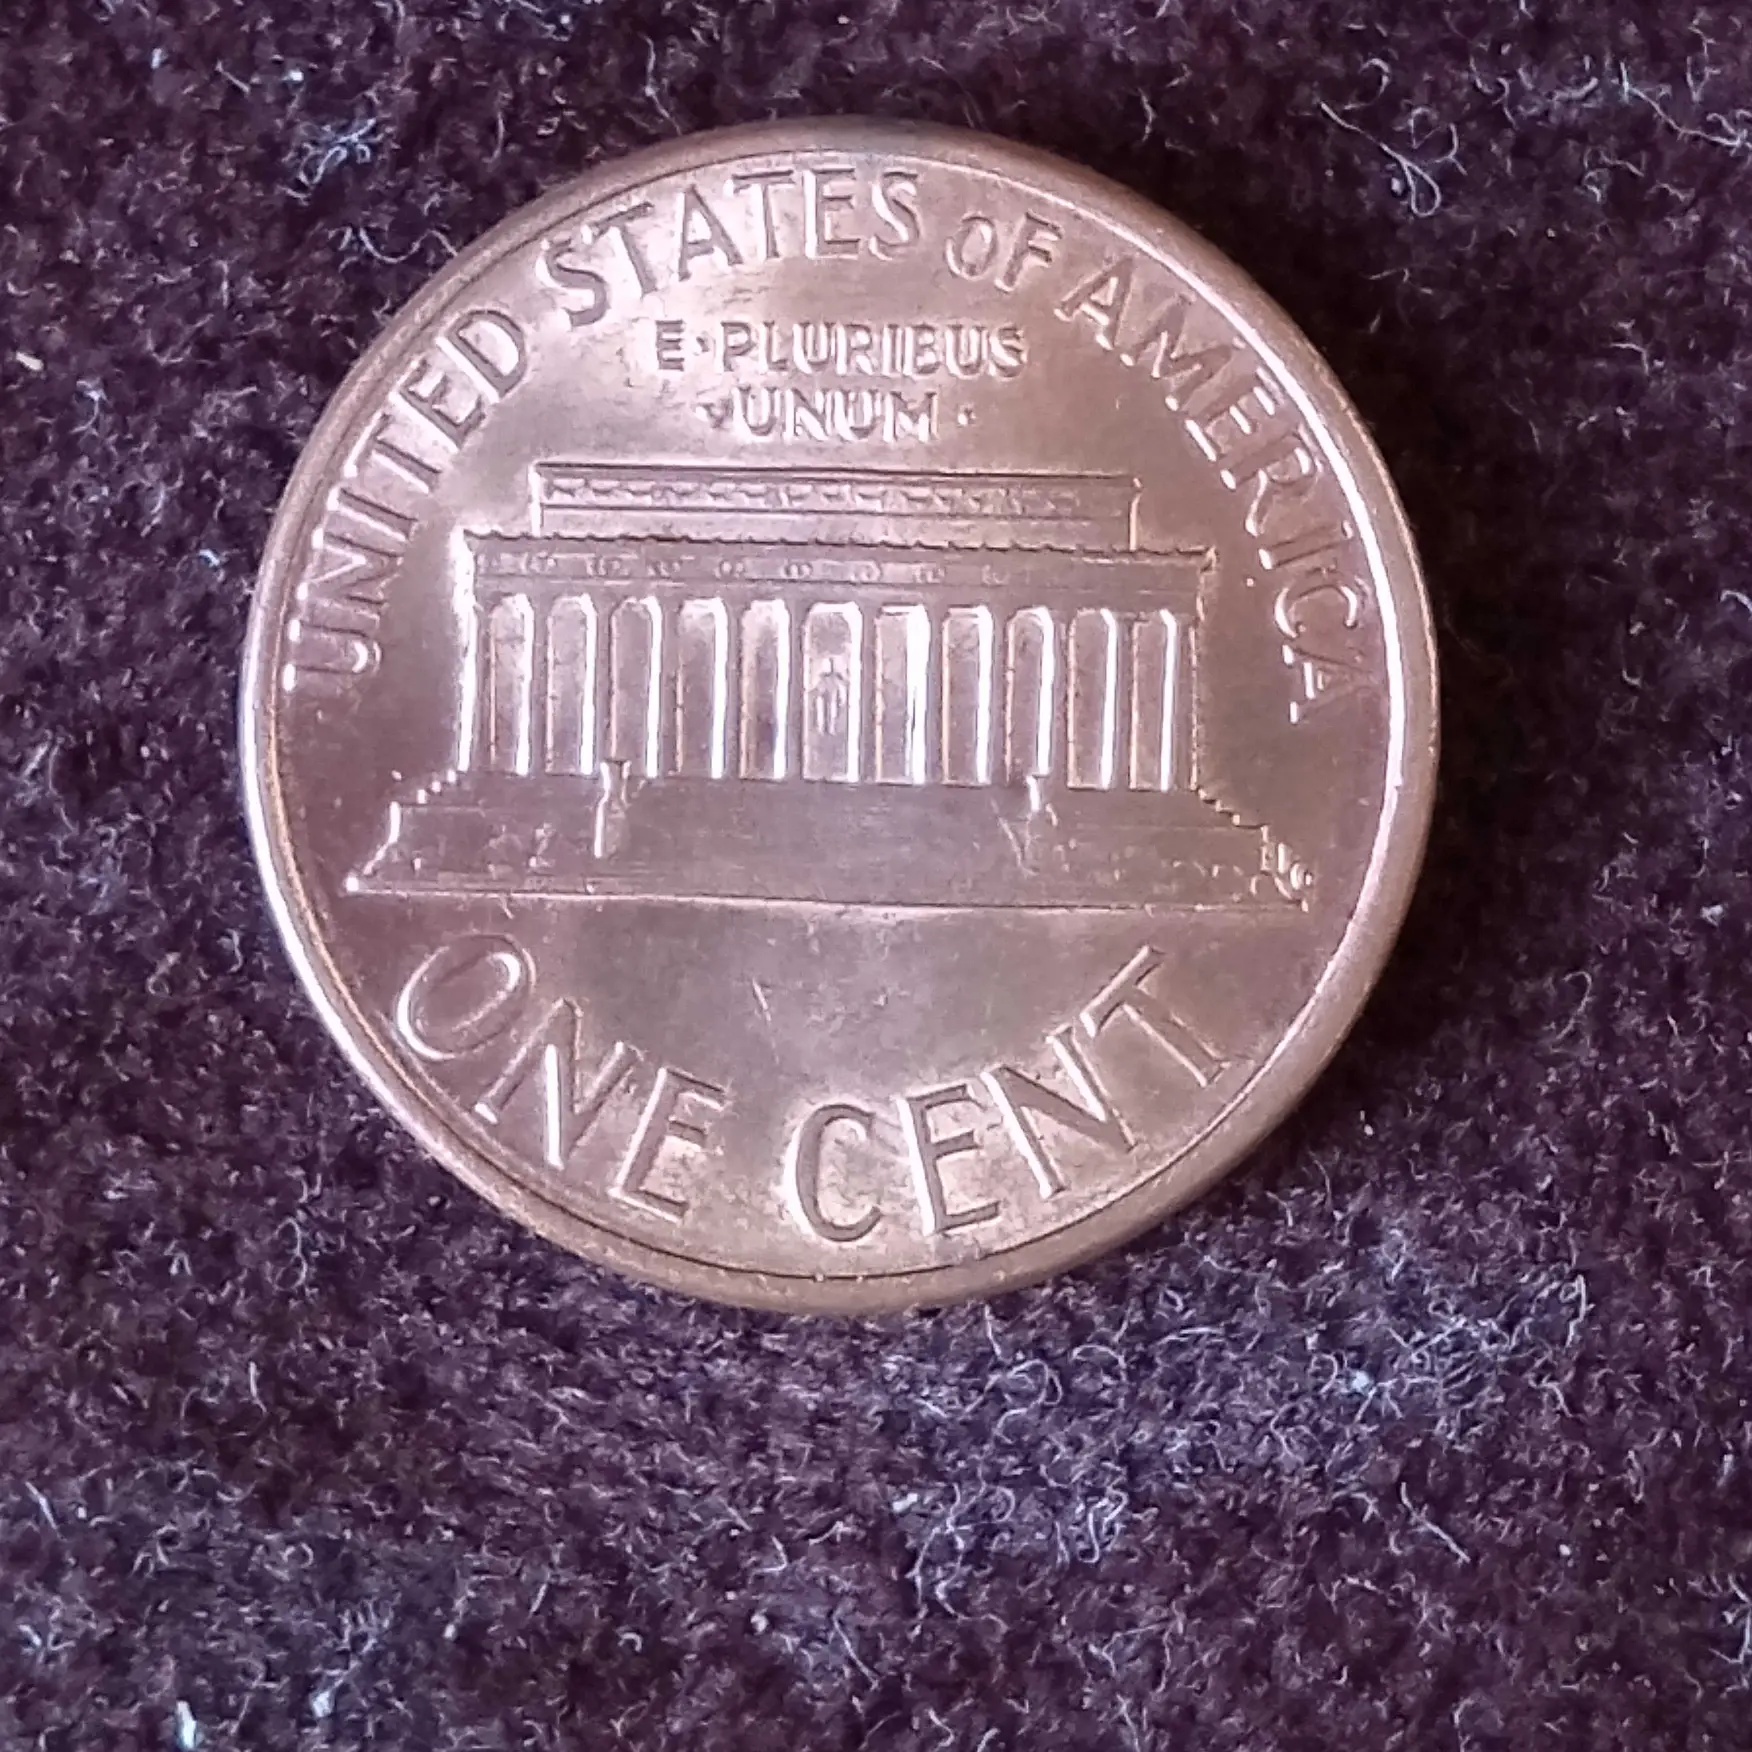 UNITED STATES OF AMERICA
E·PLURIBUS
·UNUM·
ONE CENT